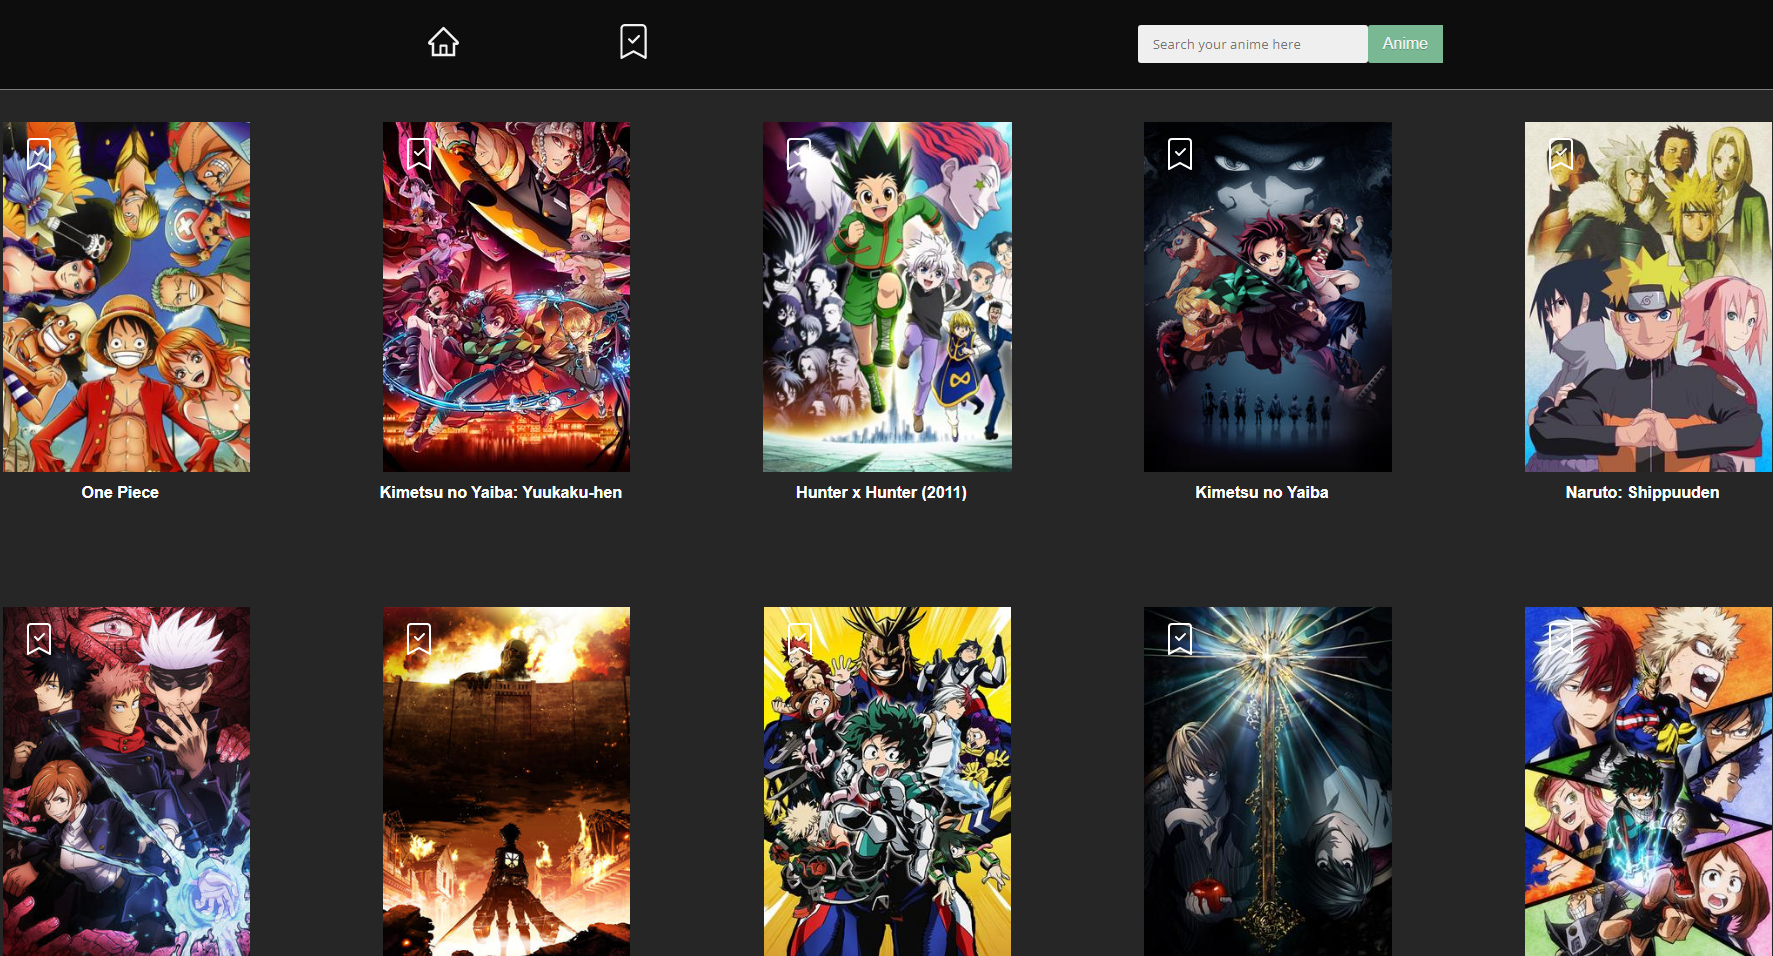 Search your anime here
Anime
One Piece
Kimetsu no Yaiba: Yuukaku-hen
Hunter x Hunter (2011)
Kimetsu no Yaiba
Naruto: Shippuuden